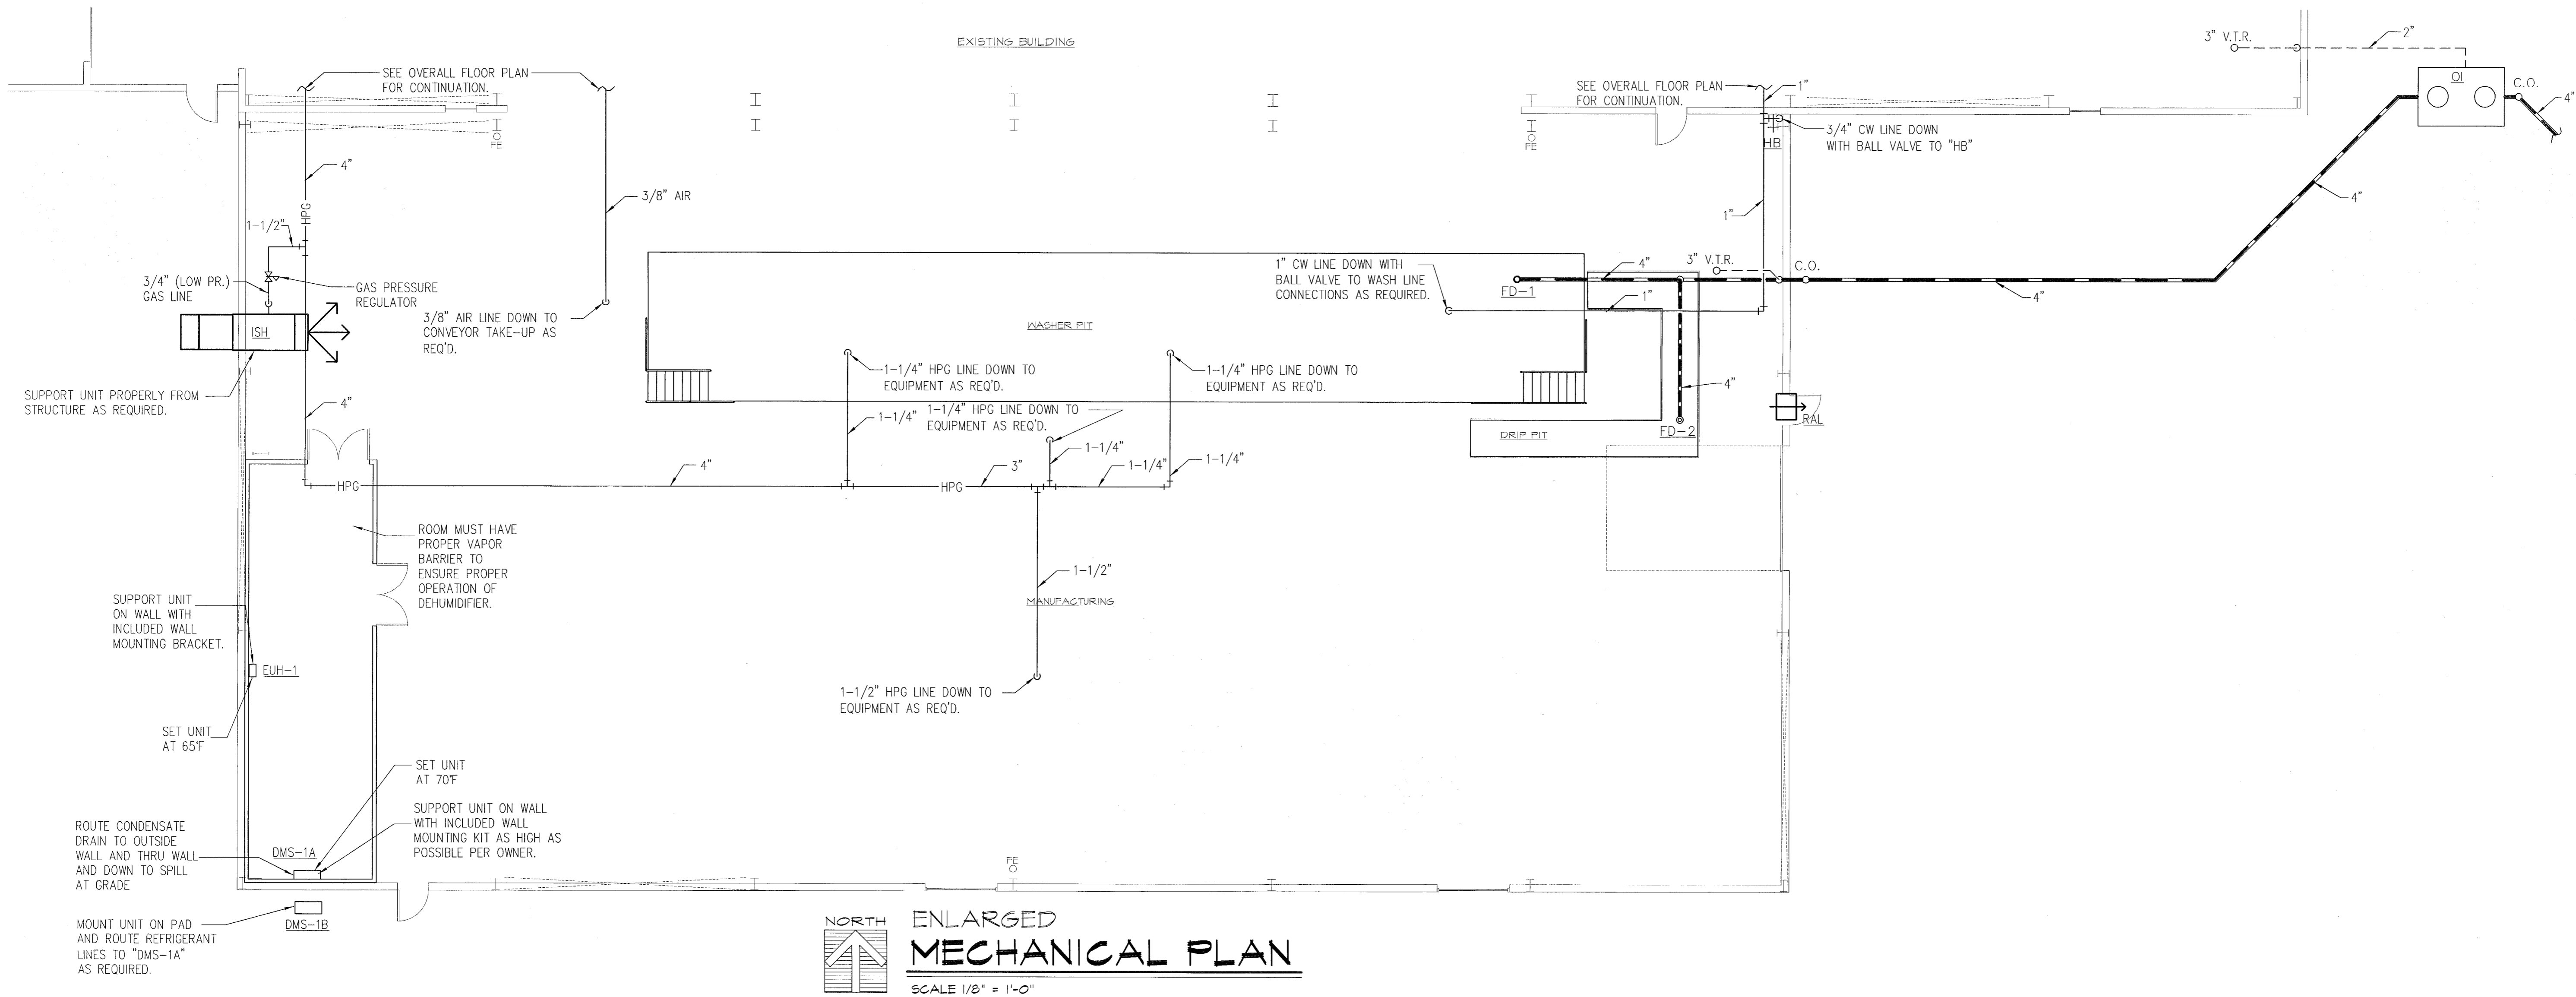 EXISTING BUILDING
3" V.T.R.
2"
SEE OVERALL FLOOR PLAN
FOR CONTINUATION.
SEE OVERALL FLOOR PLAN
FOR CONTINUATION.
1"
OI
C.O.
4"
FE
FE
HB
3/4" CW LINE DOWN
WITH BALL VALVE TO "HB"
4"
HPG
3/8" AIR
4"
1"
1-1/2"
3/4" (LOW PR.)
GAS LINE
GAS PRESSURE
REGULATOR
3/8" AIR LINE DOWN TO
CONVEYOR TAKE-UP AS
REQ'D.
ISH
1" CW LINE DOWN WITH
BALL VALVE TO WASH LINE
CONNECTIONS AS REQUIRED.
FD-1
4"
3" V.T.R.
C.O.
4"
1"
WASHER PIT
SUPPORT UNIT PROPERLY FROM
STRUCTURE AS REQUIRED.
4"
1-1/4" HPG LINE DOWN TO
EQUIPMENT AS REQ'D.
1-1/4" HPG LINE DOWN TO
EQUIPMENT AS REQ'D.
1-1/4"
1-1/4" HPG LINE DOWN TO
EQUIPMENT AS REQ'D.
4"
RAL
FD-2
DRIP PIT
HPG
4"
HPG
3"
1-1/4"
1-1/4"
1-1/4"
ROOM MUST HAVE
PROPER VAPOR
BARRIER TO
ENSURE PROPER
OPERATION OF
DEHUMIDIFIER.
1-1/2"
MANUFACTURING
SUPPORT UNIT
ON WALL WITH
INCLUDED WALL
MOUNTING BRACKET.
EUH-1
1-1/2" HPG LINE DOWN TO
EQUIPMENT AS REQ'D.
SET UNIT
AT 65°F
SET UNIT
AT 70°F
SUPPORT UNIT ON WALL
WITH INCLUDED WALL
MOUNTING KIT AS HIGH AS
POSSIBLE PER OWNER.
ROUTE CONDENSATE
DRAIN TO OUTSIDE
WALL AND THRU WALL
AND DOWN TO SPILL
AT GRADE
DMS-1A
FE
MOUNT UNIT ON PAD
AND ROUTE REFRIGERANT
LINES TO "DMS-1A"
AS REQUIRED.
DMS-1B
NORTH
ENLARGED
MECHANICAL PLAN
SCALE 1/8" = 1'-0"